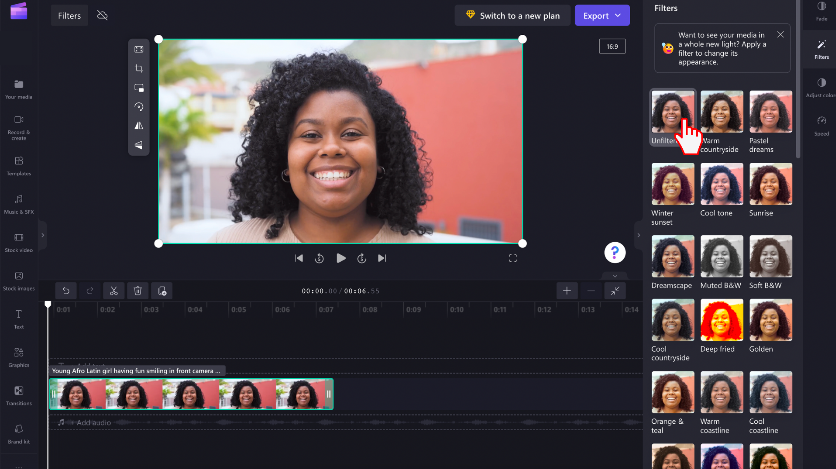 Filters
Switch to a new plan
Export
Filters
Fade
Want to see your media in
a whole new light? Apply a
filter to change its
appearance.
16:9
Filters
Your media
Adjust color
Record &
create
Speed
Warm
countryside
Pastel
dreams
Templates
Music & SFX
Winter
sunset
Cool tone
Sunrise
Stock video
Dreamscape
Muted B&W
Soft B&W
Stock images
00:00.00/00:06.55
0:01
0:02
0:03
0:04
0:05
0:06
0:07
0:08
0:09
0:10
0:11
0:12
0:13
0:14
Text
Cool
countryside
Deep fried
Golden
Graphics
Young Afro Latin girl having fun smiling in front camera ...
Transitions
Add audio
Orange &
teal
Warm
coastline
Cool
coastline
Brand kit